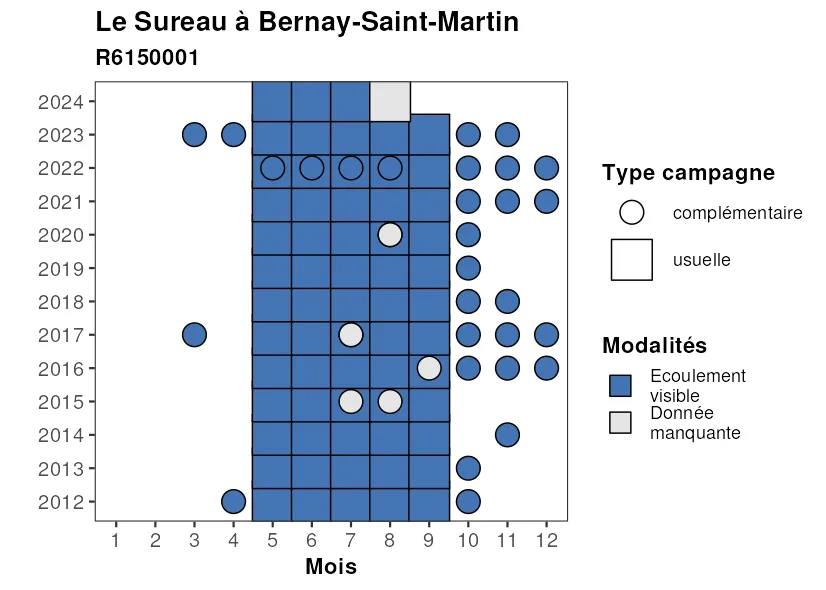 Le Sureau à Bernay-Saint-Martin
R6150001
2024
2023
2022
2021
2020
2019
2018
2017
2016
2015
2014
2013
2012
1 2 3 4 5 6 7 8 9 10 11 12
Mois
Type campagne
complémentaire
usuelle
Modalités
Ecoulement
visible
Donnée
manquante